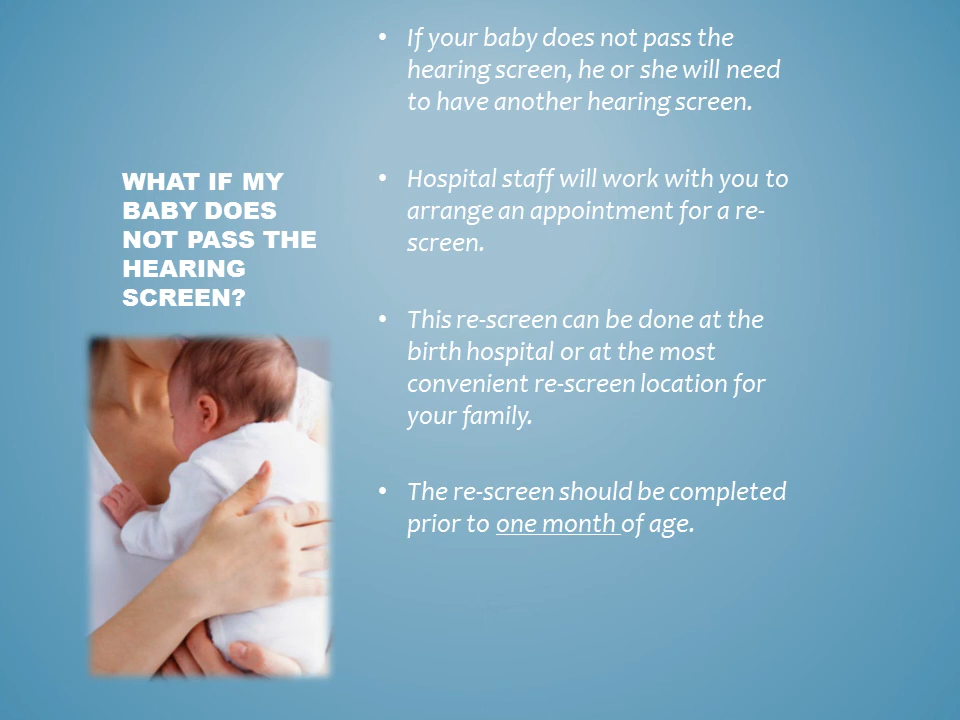 WHAT IF MY
BABY DOES
NOT PASS THE
HEARING
SCREEN?
• If your baby does not pass the
hearing screen, he or she will need
to have another hearing screen.
• Hospital staff will work with you to
arrange an appointment for a re-
screen.
• This re-screen can be done at the
birth hospital or at the most
convenient re-screen location for
your family.
• The re-screen should be completed
prior to one month of age.